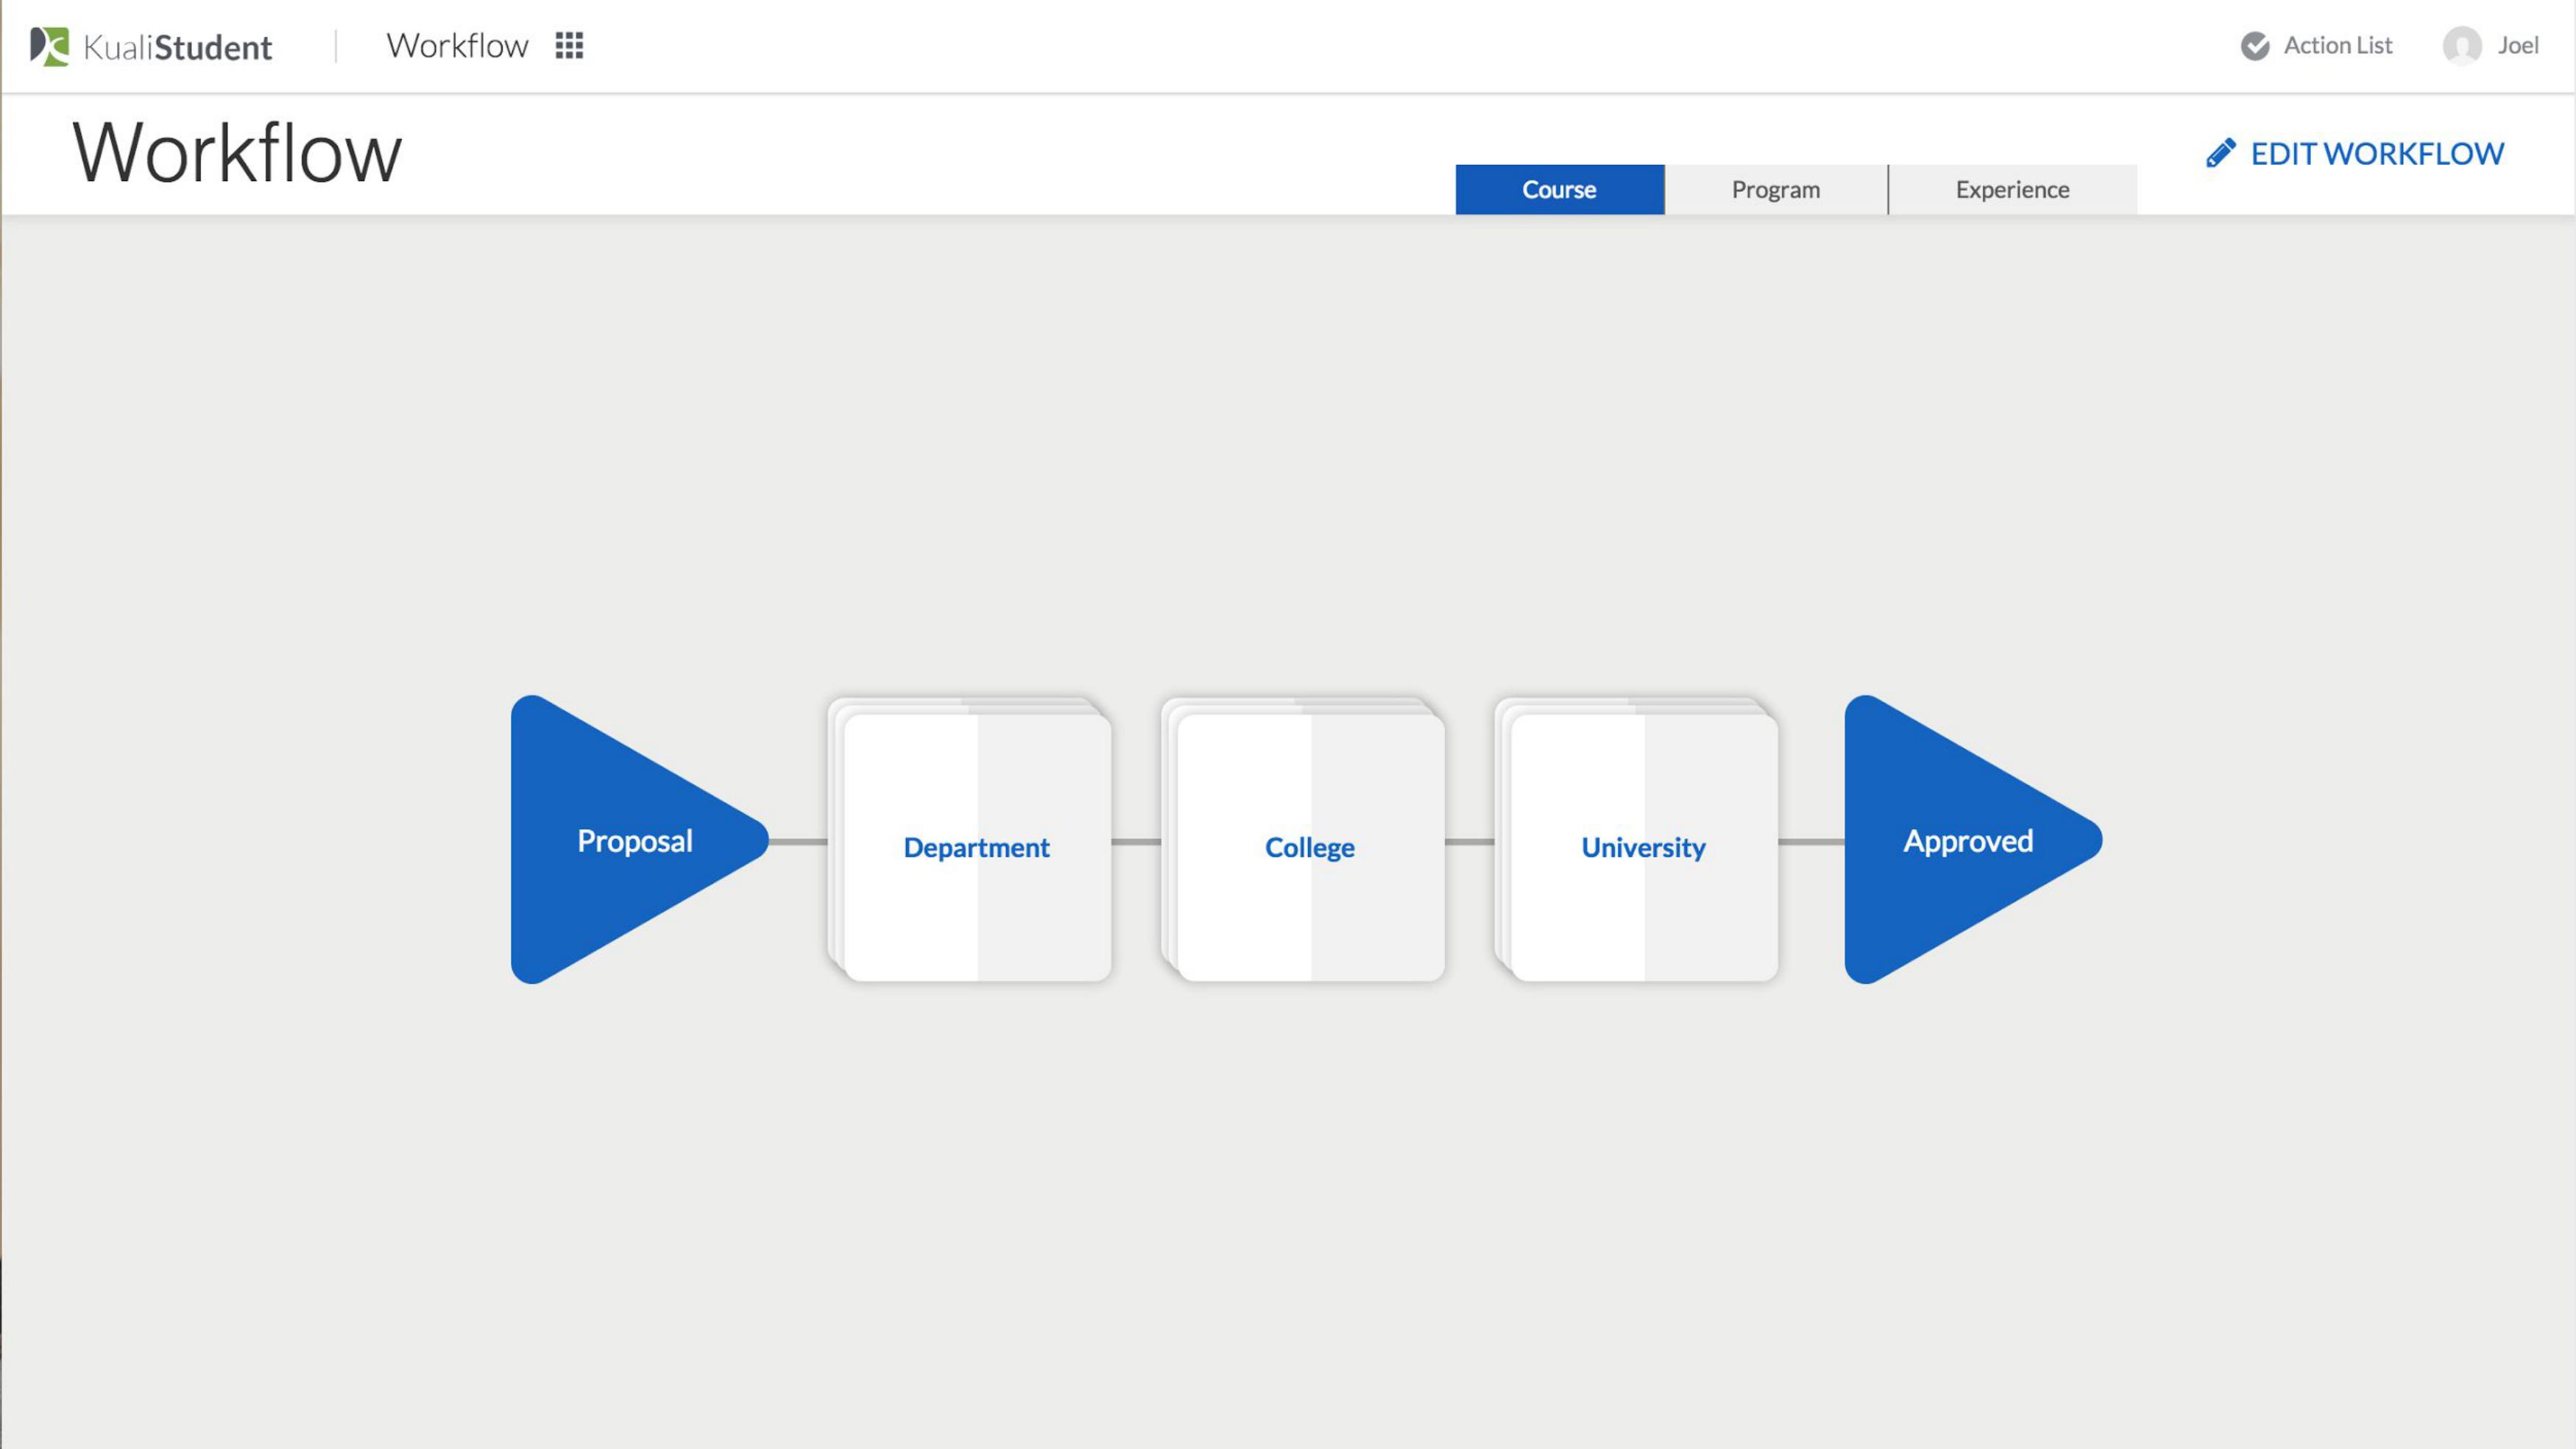 KualiStudent
Workflow
Action List
Joel
Workflow
Course
Program
Experience
EDIT WORKFLOW
Proposal
Department
College
University
Approved